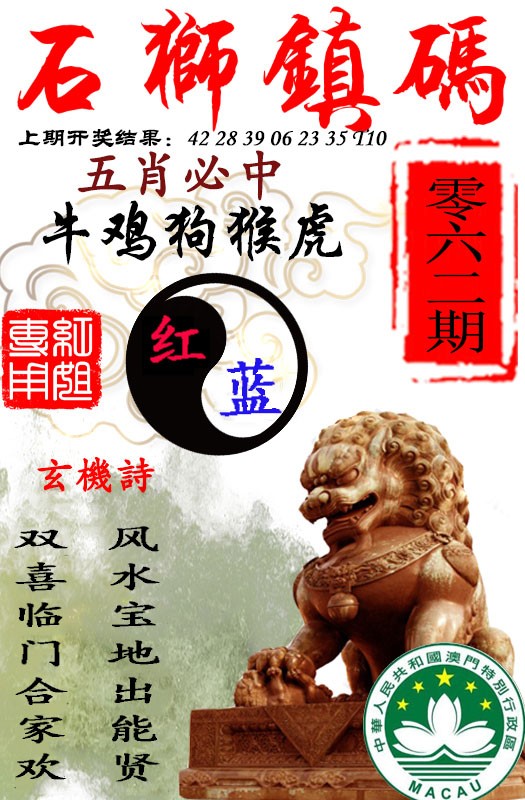 石獅鎮碼
上期开奖结果：42 28 39 06 23 35 T10
五肖必中
牛鸡狗猴虎
零六二期
红
蓝
紅姐專用
玄機詩
风水宝地出能贤
双喜临门合家欢
中華人民共和國澳門特別行政區
MACAU